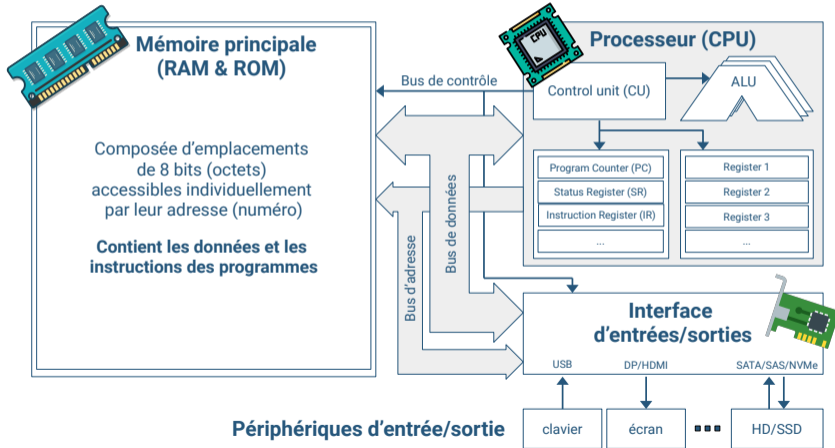 Mémoire principale
(RAM & ROM)
Composée d'emplacements
de 8 bits (octets)
accessibles individuellement
par leur adresse (numéro)
Contient les données et les
instructions des programmes
Bus de contrôle
Bus de données
Bus d'adresse
CPU
Processeur (CPU)
Control unit (CU)
ALU
Program Counter (PC)
Status Register (SR)
Instruction Register (IR)
...
Register 1
Register 2
Register 3
...
Interface
d'entrées/sorties
USB
DP/HDMI
SATA/SAS/NVMe
Périphériques d'entrée/sortie
clavier
écran
...
HD/SSD